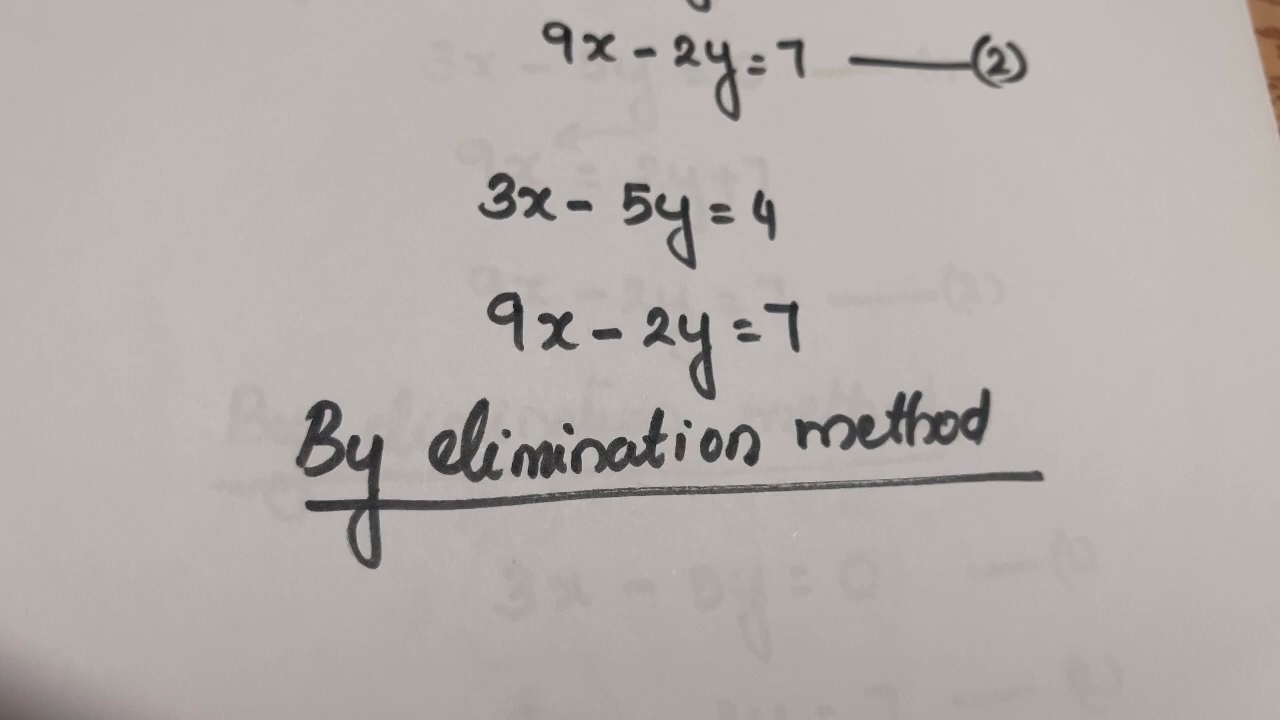 9x - 2y = 7 ——— (2)
3x - 5y = 4
9x - 2y = 7
By elimination method